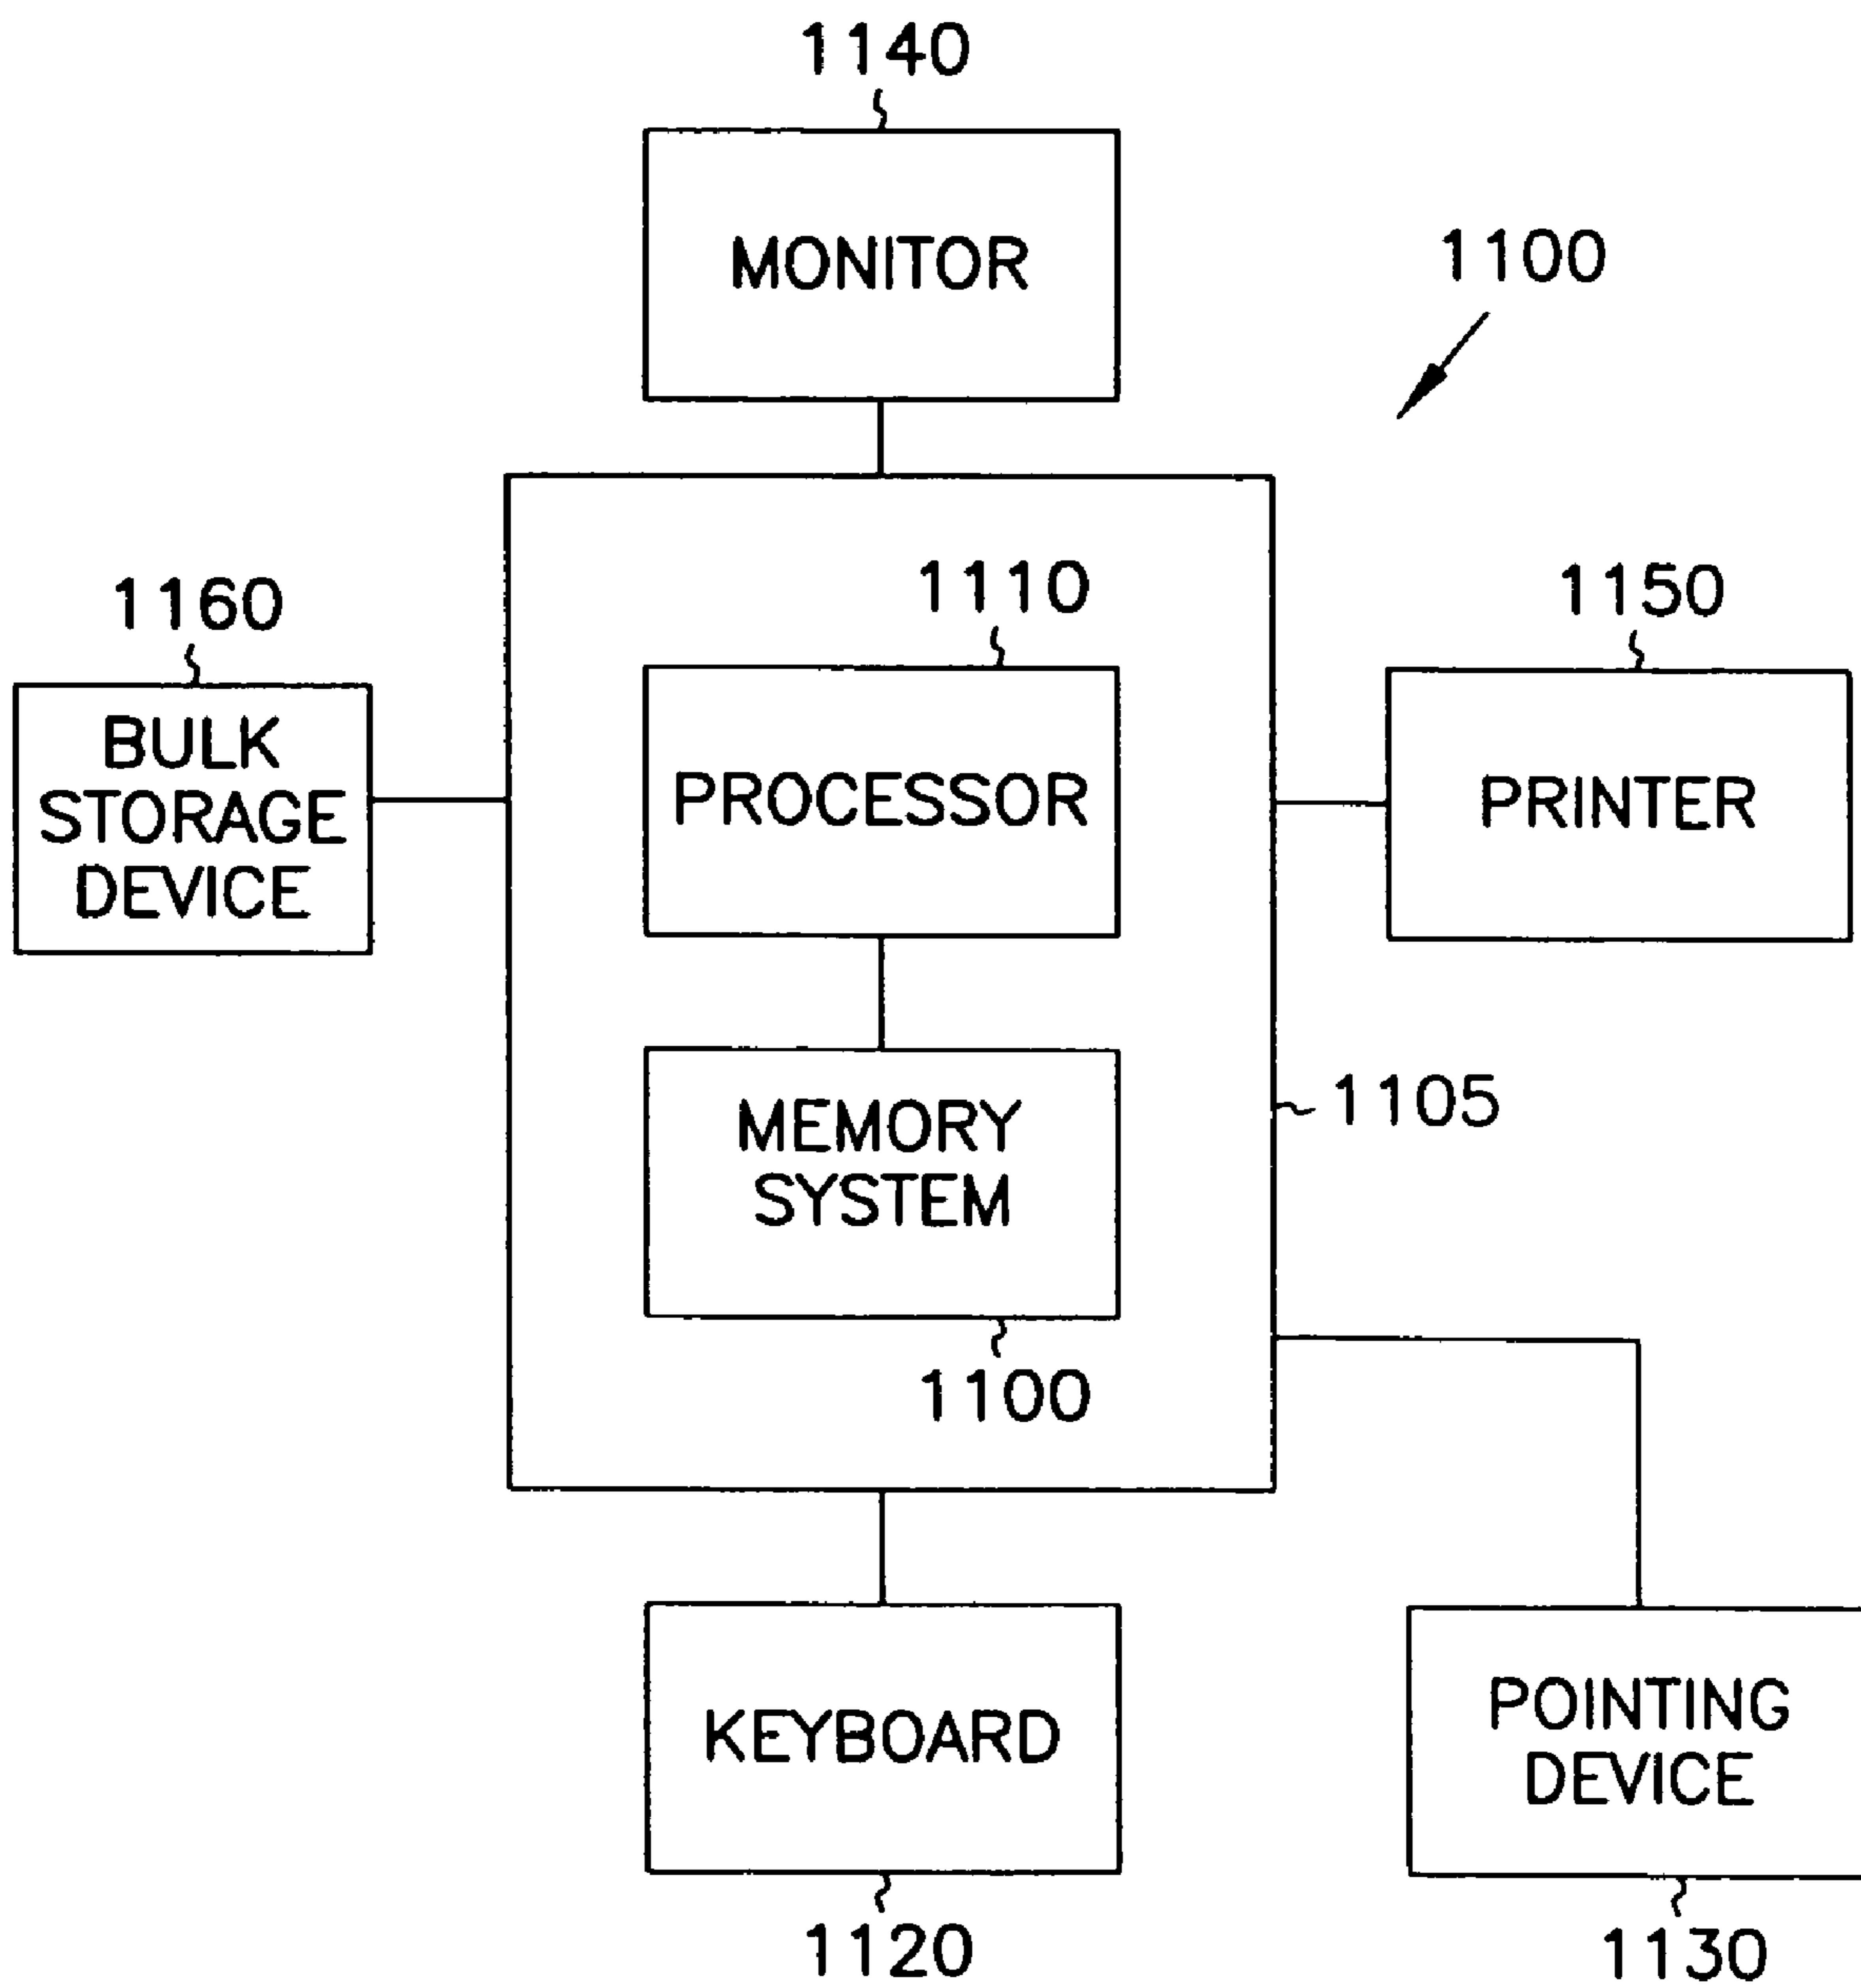 1140
MONITOR
1100
1160
BULK
STORAGE
DEVICE
1110
PROCESSOR
1150
PRINTER
MEMORY
SYSTEM
1105
1100
KEYBOARD
1120
POINTING
DEVICE
1130